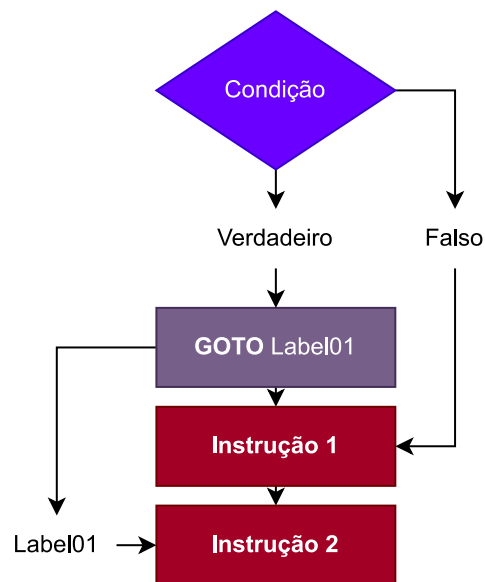 Condição
Verdadeiro
Falso
GOTO Label01
Instrução 1
Label01
Instrução 2